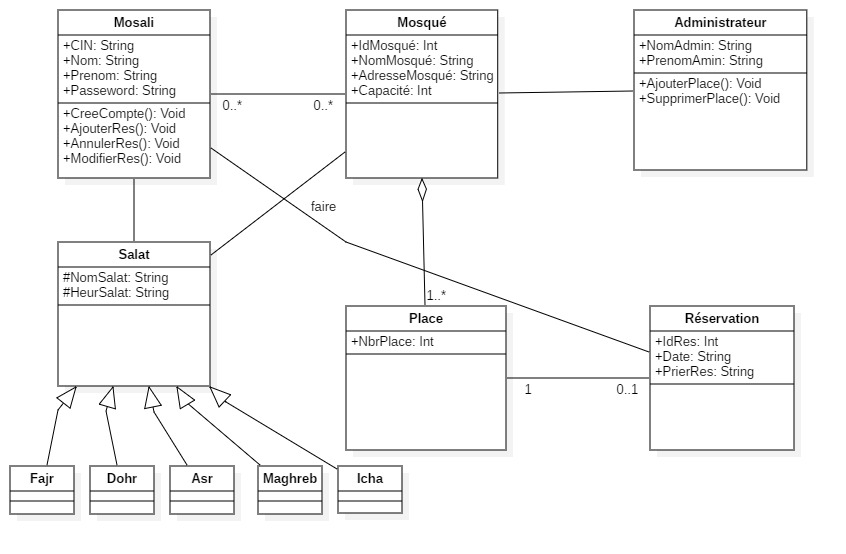 Mosali
+CIN: String
+Nom: String
+Prenom: String
+Passeword: String
+CreeCompte(): Void
+AjouterRes(): Void
+AnnulerRes(): Void
+ModifierRes(): Void
0..*
0..*
Mosqué
+IdMosqué: Int
+NomMosqué: String
+AdresseMosqué: String
+Capacité: Int
Administrateur
+NomAdmin: String
+PrenomAmin: String
+AjouterPlace(): Void
+SupprimerPlace(): Void
faire
Salat
#NomSalat: String
#HeurSalat: String
1..*
Place
+NbrPlace: Int
1
0..1
Réservation
+IdRes: Int
+Date: String
+PrierRes: String
Fajr
Dohr
Asr
Maghreb
Icha